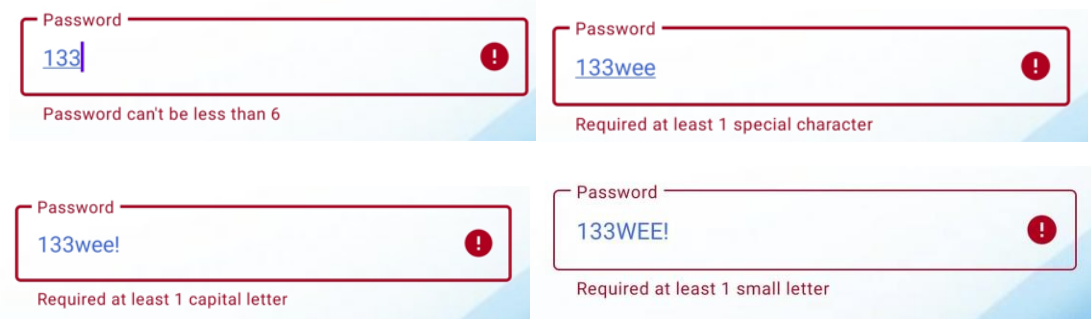 Password
133
Password can't be less than 6
Password
133wee
Required at least 1 special character
Password
133wee!
Required at least 1 capital letter
Password
133WEE!
Required at least 1 small letter